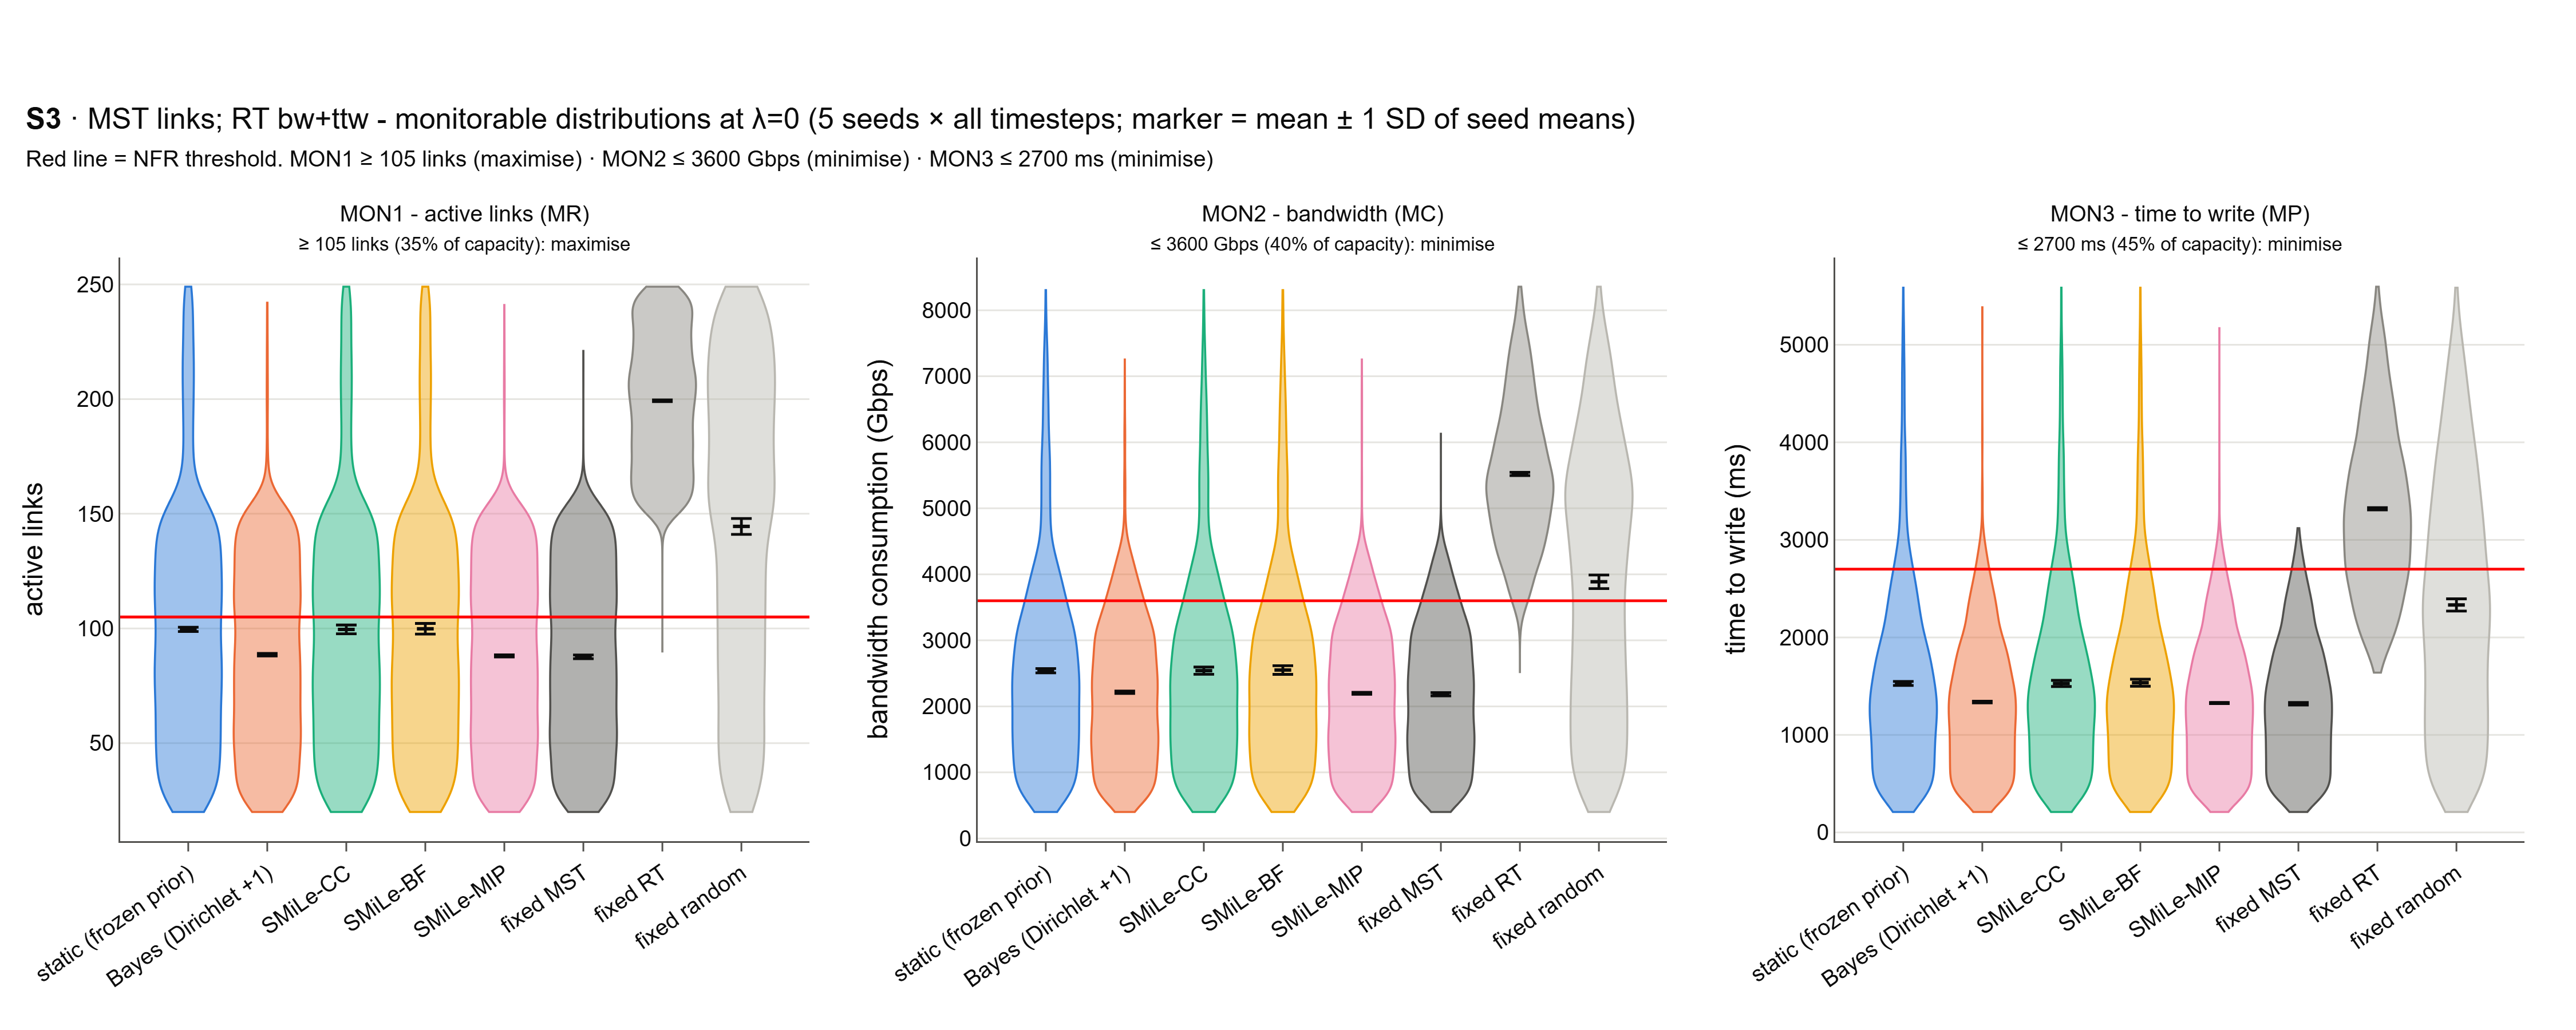 S3 · MST links; RT bw+ttw - monitorable distributions at λ=0 (5 seeds × all timesteps; marker = mean ± 1 SD of seed means)
Red line = NFR threshold. MON1 ≥ 105 links (maximise) · MON2 ≤ 3600 Gbps (minimise) · MON3 ≤ 2700 ms (minimise)
MON1 - active links (MR)
≥ 105 links (35% of capacity): maximise
active links
250
200
150
100
50
static (frozen prior)
Bayes (Dirichlet +1)
SMiLe-CC
SMiLe-BF
SMiLe-MIP
fixed MST
fixed RT
fixed random
MON2 - bandwidth (MC)
≤ 3600 Gbps (40% of capacity): minimise
bandwidth consumption (Gbps)
8000
7000
6000
5000
4000
3000
2000
1000
0
static (frozen prior)
Bayes (Dirichlet +1)
SMiLe-CC
SMiLe-BF
SMiLe-MIP
fixed MST
fixed RT
fixed random
MON3 - time to write (MP)
≤ 2700 ms (45% of capacity): minimise
time to write (ms)
5000
4000
3000
2000
1000
0
static (frozen prior)
Bayes (Dirichlet +1)
SMiLe-CC
SMiLe-BF
SMiLe-MIP
fixed MST
fixed RT
fixed random